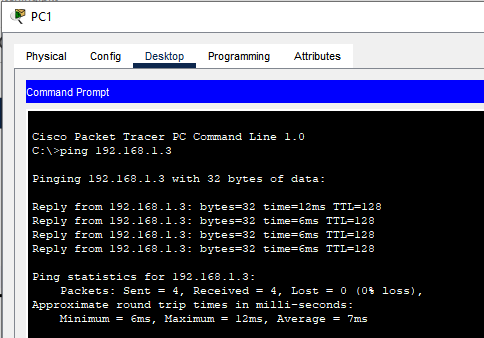 PC1
Physical Config Desktop Programming Attributes
Command Prompt
Cisco Packet Tracer PC Command Line 1.0
C:\>ping 192.168.1.3
Pinging 192.168.1.3 with 32 bytes of data:
Reply from 192.168.1.3: bytes=32 time=12ms TTL=128
Reply from 192.168.1.3: bytes=32 time=6ms TTL=128
Reply from 192.168.1.3: bytes=32 time=6ms TTL=128
Reply from 192.168.1.3: bytes=32 time=6ms TTL=128
Ping statistics for 192.168.1.3:
Packets: Sent = 4, Received = 4, Lost = 0 (0% loss),
Approximate round trip times in milli-seconds:
Minimum = 6ms, Maximum = 12ms, Average = 7ms